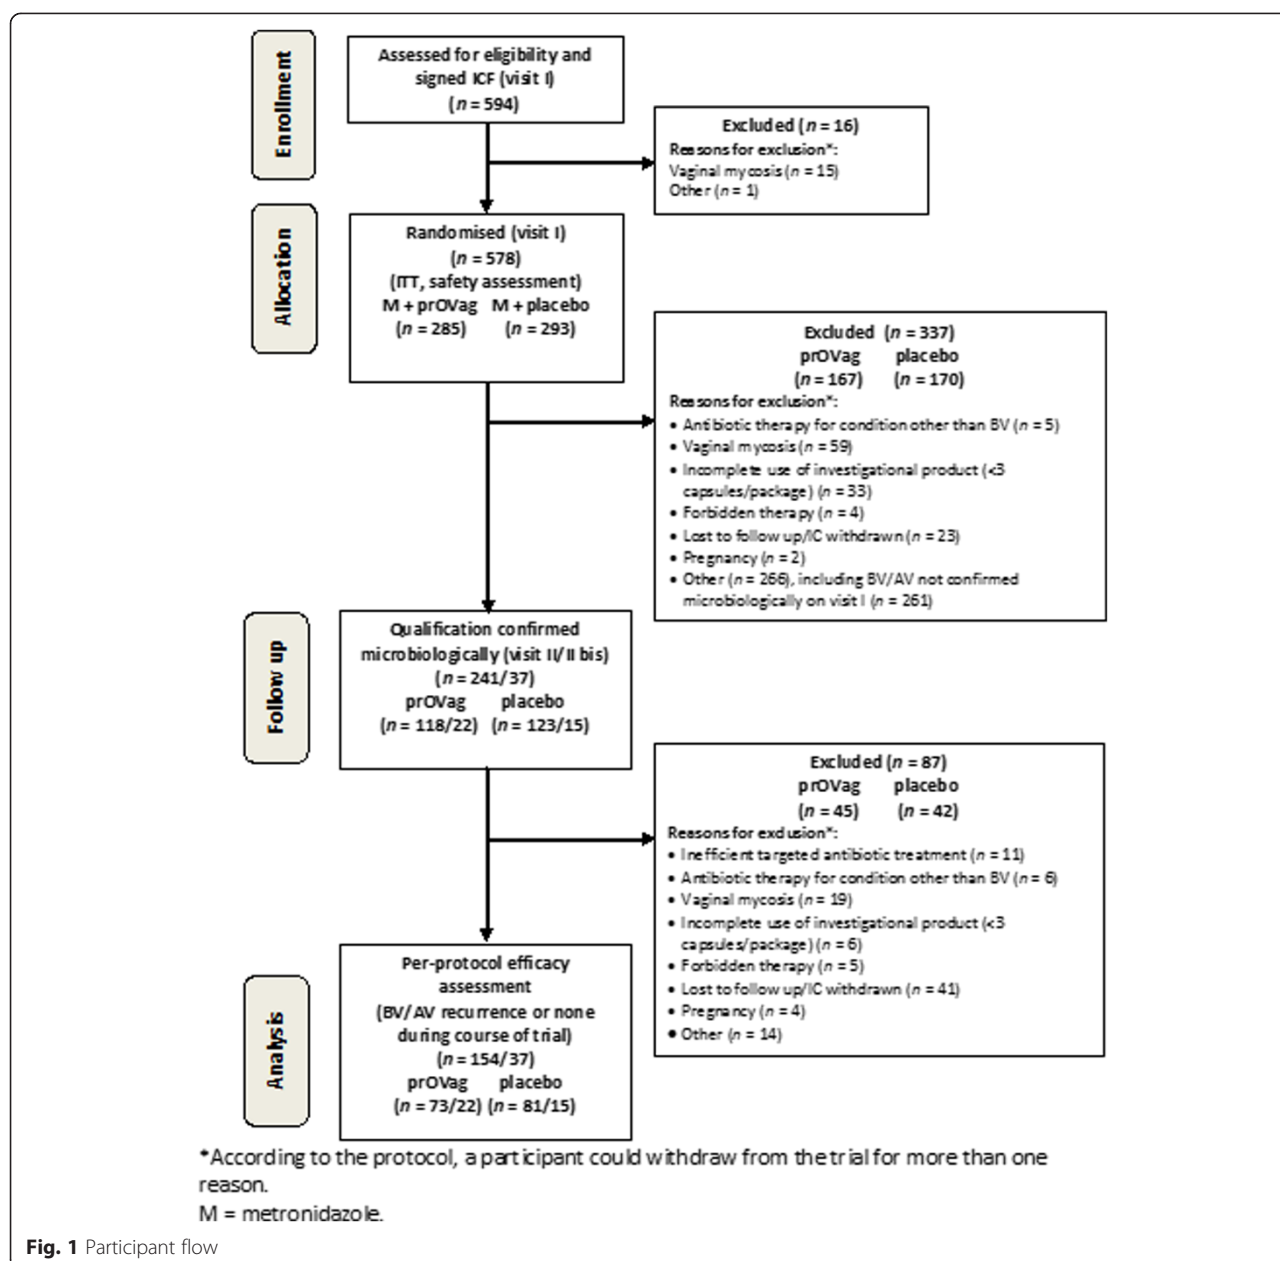 Enrollment
Assessed for eligibility and
signed ICF (visit I)
(n = 594)
Excluded (n = 16)
Reasons for exclusion*:
Vaginal mycosis (n = 15)
Other (n = 1)
Allocation
Randomised (visit I)
(n = 578)
(ITT, safety assessment)
M + prOVag M + placebo
(n = 285) (n = 293)
Excluded (n = 337)
prOVag placebo
(n = 167) (n = 170)
Reasons for exclusion*:
• Antibiotic therapy for condition other than BV (n = 5)
• Vaginal mycosis (n = 59)
• Incomplete use of investigational product (<3
capsules/package) (n = 33)
• Forbidden therapy (n = 4)
• Lost to follow up/IC withdrawn (n = 23)
• Pregnancy (n = 2)
• Other (n = 266), including BV/AV not confirmed
microbiologically on visit I (n = 261)
Follow up
Qualification confirmed
microbiologically (visit II/II bis)
(n = 241/37)
prOVag placebo
(n = 118/22) (n = 123/15)
Excluded (n = 87)
prOVag placebo
(n = 45) (n = 42)
Reasons for exclusion*:
• Inefficient targeted antibiotic treatment (n = 11)
• Antibiotic therapy for condition other than BV (n = 6)
• Vaginal mycosis (n = 19)
• Incomplete use of investigational product (<3
capsules/package) (n = 6)
• Forbidden therapy (n = 5)
• Lost to follow up/IC withdrawn (n = 41)
• Pregnancy (n = 4)
• Other (n = 14)
Analysis
Per-protocol efficacy
assessment
(BV/AV recurrence or none
during course of trial)
(n = 154/37)
prOVag placebo
(n = 73/22) (n = 81/15)
*According to the protocol, a participant could withdraw from the trial for more than one
reason.
M = metronidazole.
Fig. 1 Participant flow